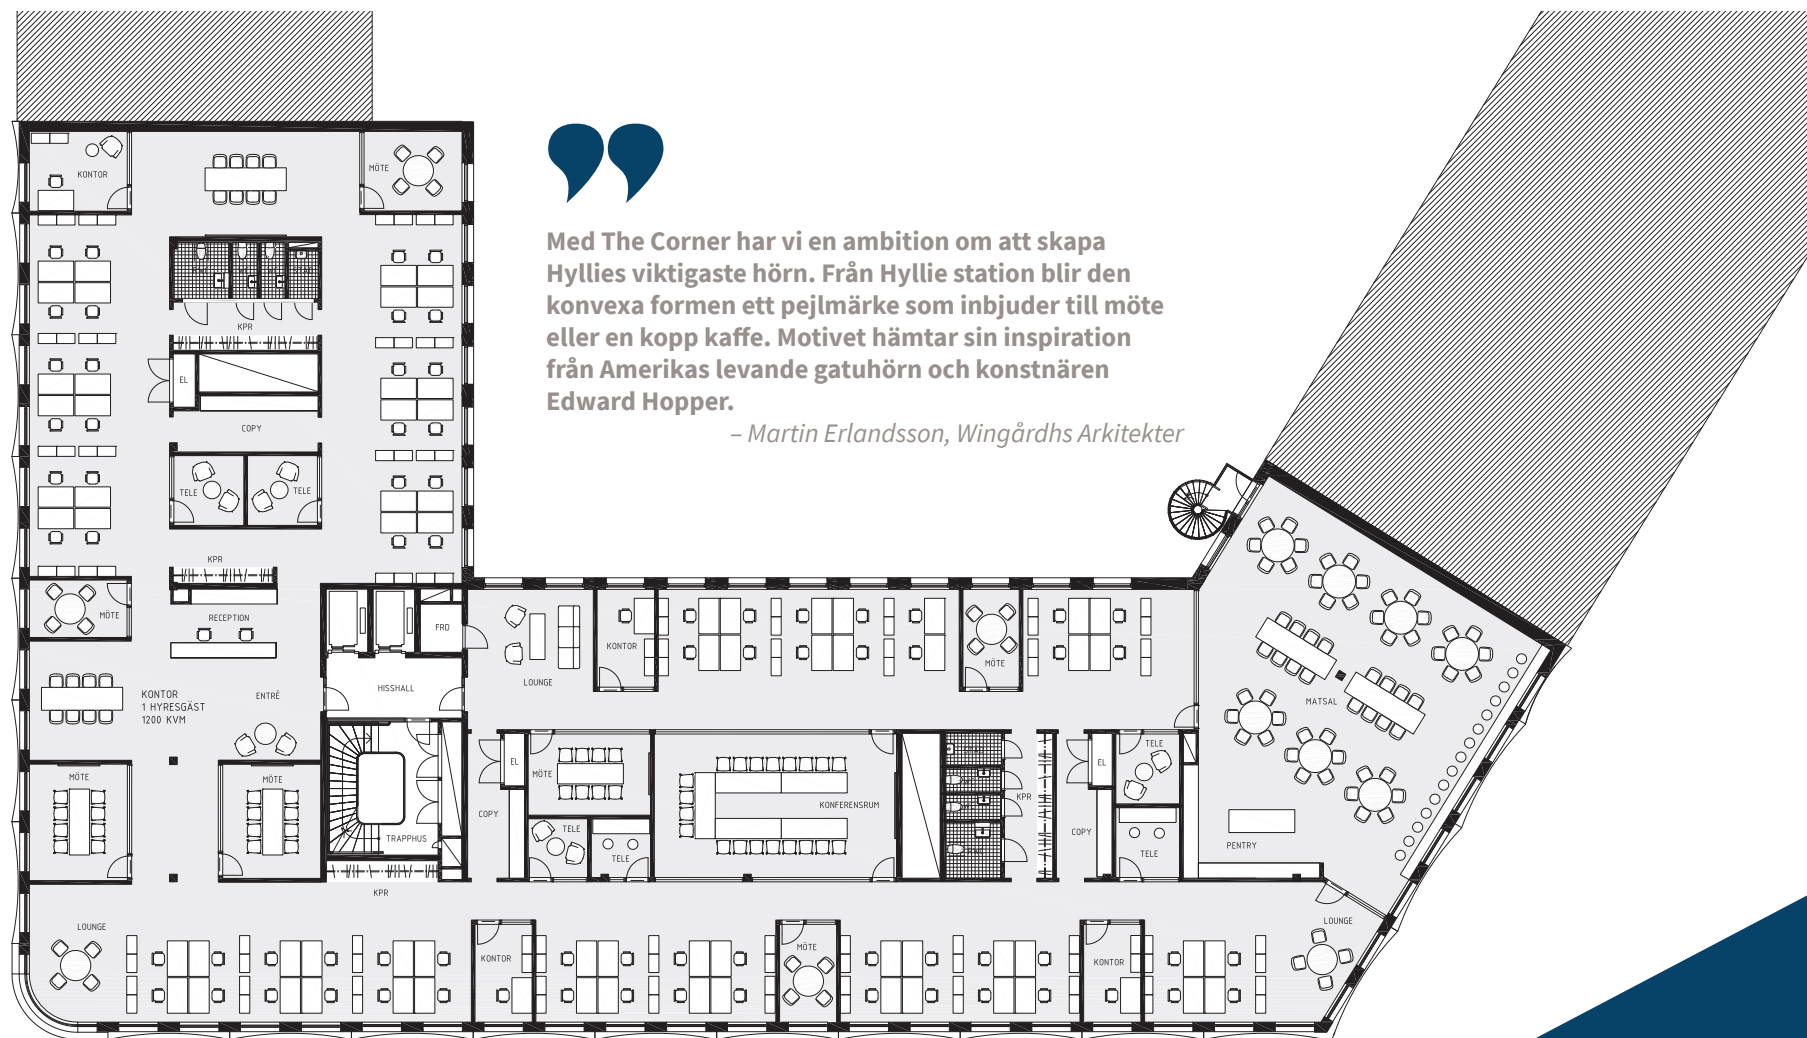 ”
Med The Corner har vi en ambition om att skapa
Hyllies viktigaste hörn. Från Hyllie station blir den
konvexa formen ett pejlmärke som inbjuder till möte
eller en kopp kaffe. Motivet hämtar sin inspiration
från Amerikas levande gatuhörn och konstnären
Edward Hopper.
– Martin Erlandsson, Wingårdhs Arkitekter
KONTOR
MÖTE
KPR
EL
COPY
TELE
TELE
KPR
MÖTE
RECEPTION
FRD
KONTOR
MÖTE
LOUNGE
HISSHALL
KONTOR
1 HYRESGÄST
1200 KVM
ENTRÉ
MATSAL
MÖTE
MÖTE
EL
MÖTE
EL
TELE
KONFERENSRUM
KPR
COPY
TELE
TRAPPHUS
COPY
PENTRY
TELE
TELE
KPR
LOUNGE
LOUNGE
KONTOR
MÖTE
KONTOR